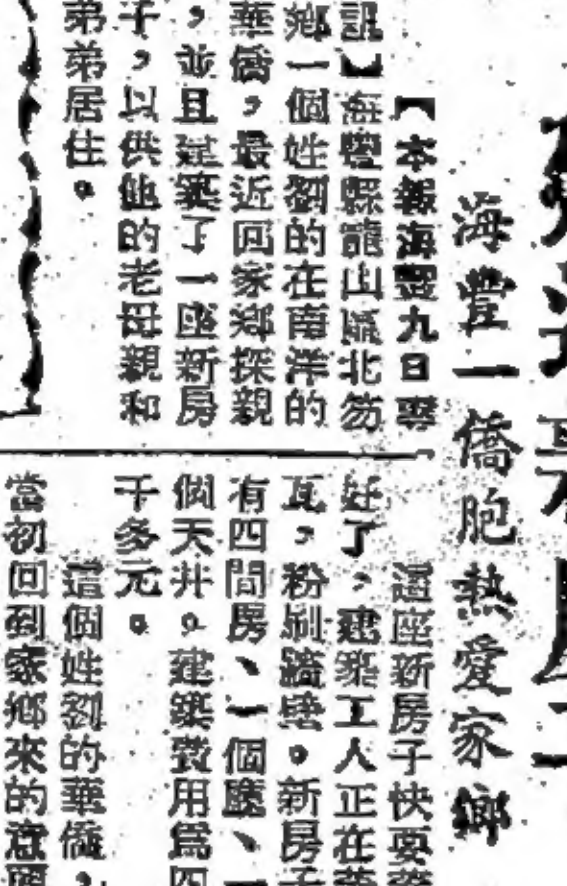 海豐一僑胞熱愛家鄉
【本報海豐九日專
訊】海豐縣龍山區北笏
鄉一個姓劉的在南洋的
華僑,最近回家鄉探親
,並且建築了一座新房
子,以供他的老母親和
弟弟居住。
這座新房子快要
好了,建築工人正在
瓦,粉刷牆壁。新房子
有四間房、一個廳、一
個天井。建築費用爲四
千多元。
這個姓劉的華僑,
當初回到家鄉來的意